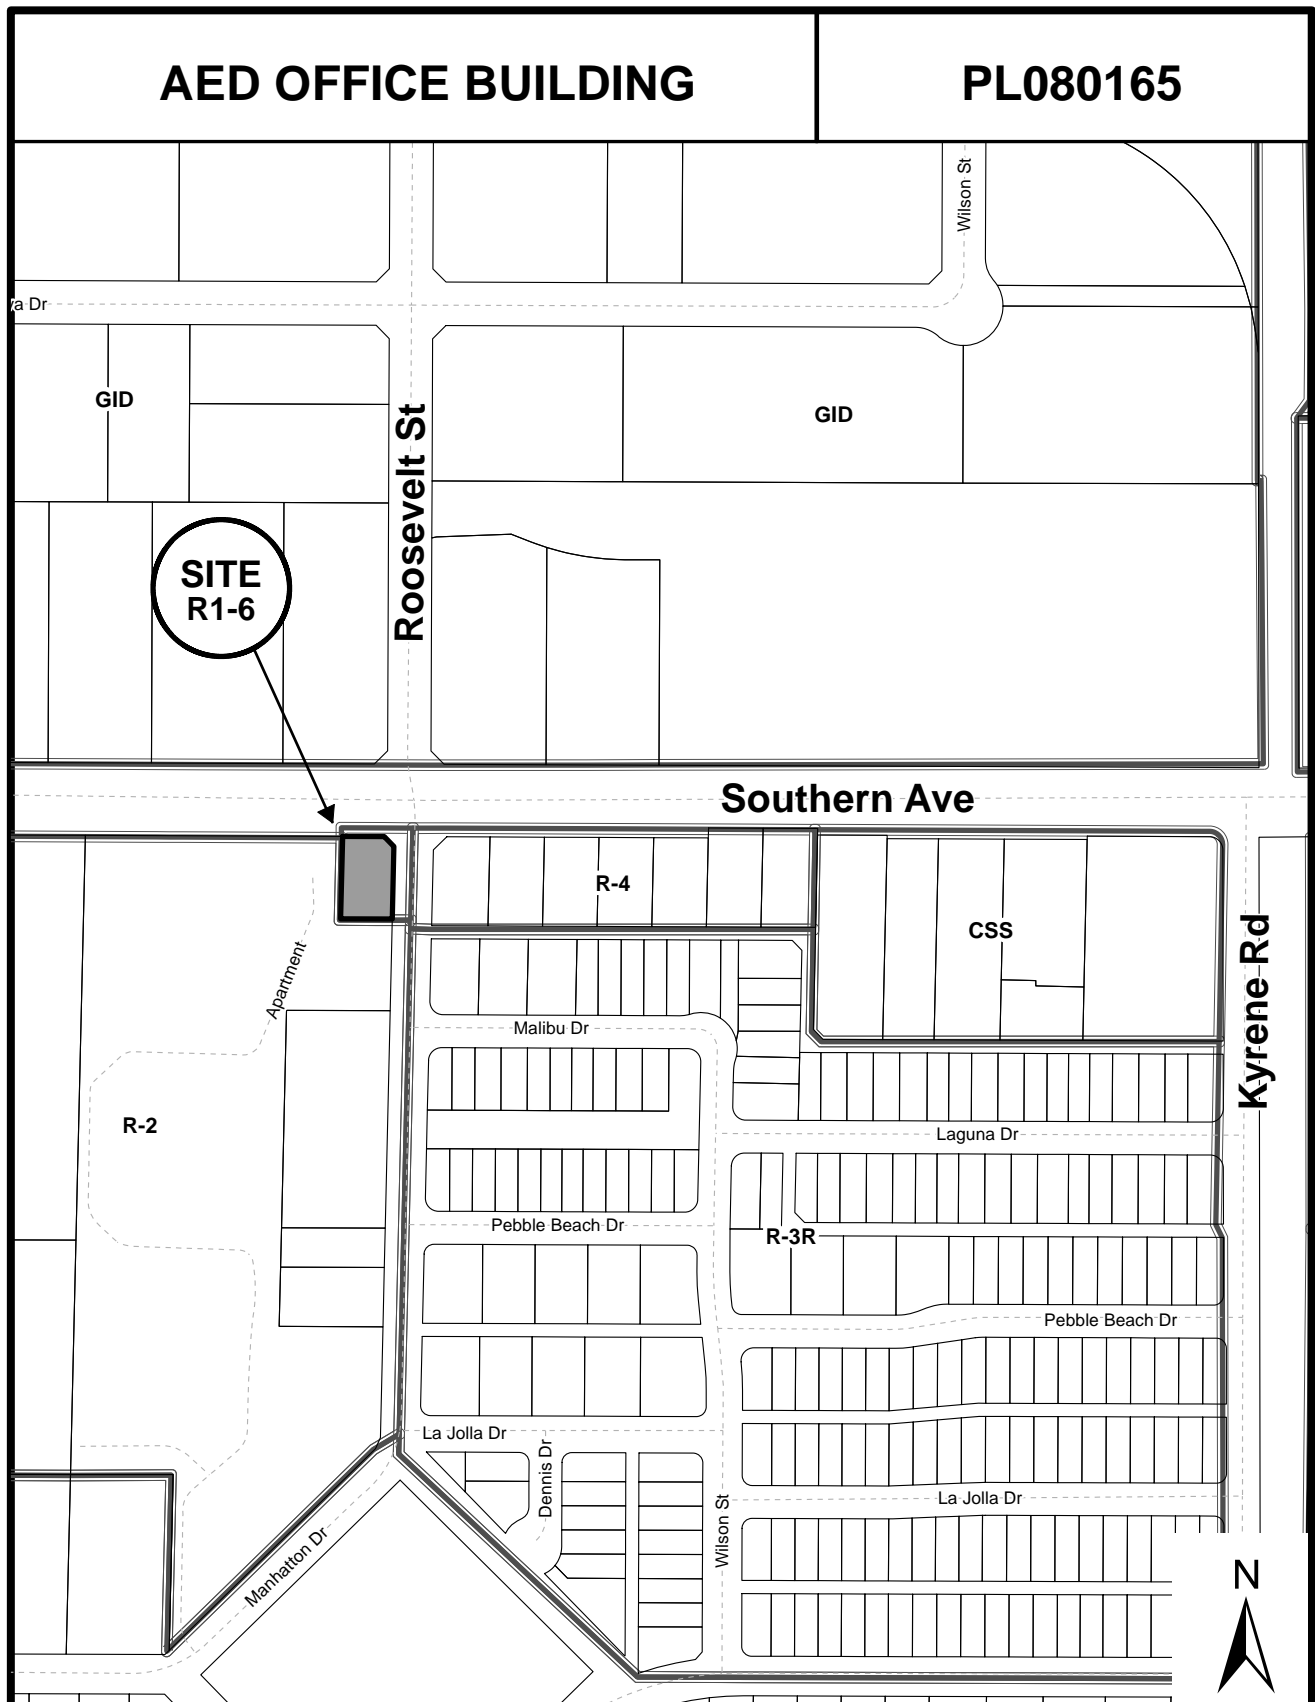 AED OFFICE BUILDING
PL080165
Wilson St
a Dr
GID
GID
Roosevelt St
SITE
R1-6
Southern Ave
R-4
CSS
Kyrene Rd
Apartment
Malibu Dr
R-2
Laguna Dr
Pebble Beach Dr
R-3R
Pebble Beach Dr
La Jolla Dr
Dennis Dr
Wilson St
La Jolla Dr
Manhatton Dr
N